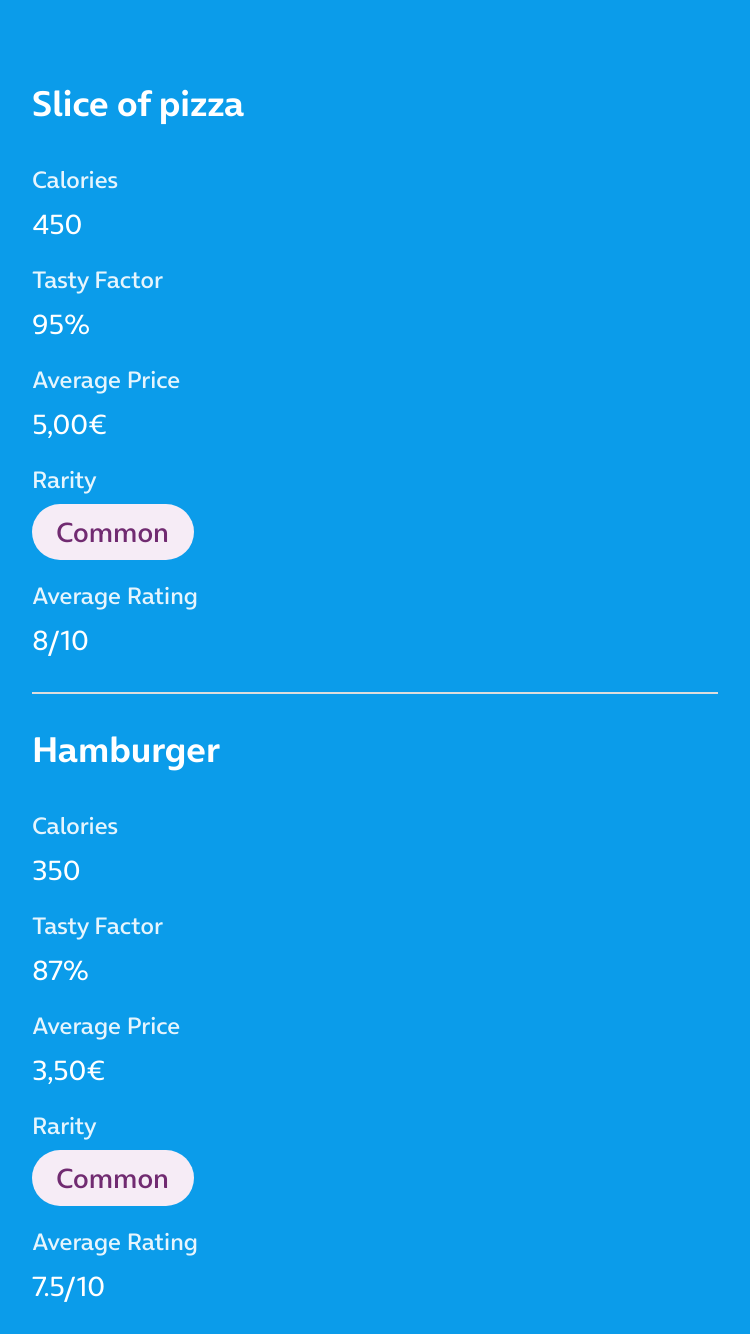 Slice of pizza
Calories
450
Tasty Factor
95%
Average Price
5,00€
Rarity
Common
Average Rating
8/10
Hamburger
Calories
350
Tasty Factor
87%
Average Price
3,50€
Rarity
Common
Average Rating
7.5/10